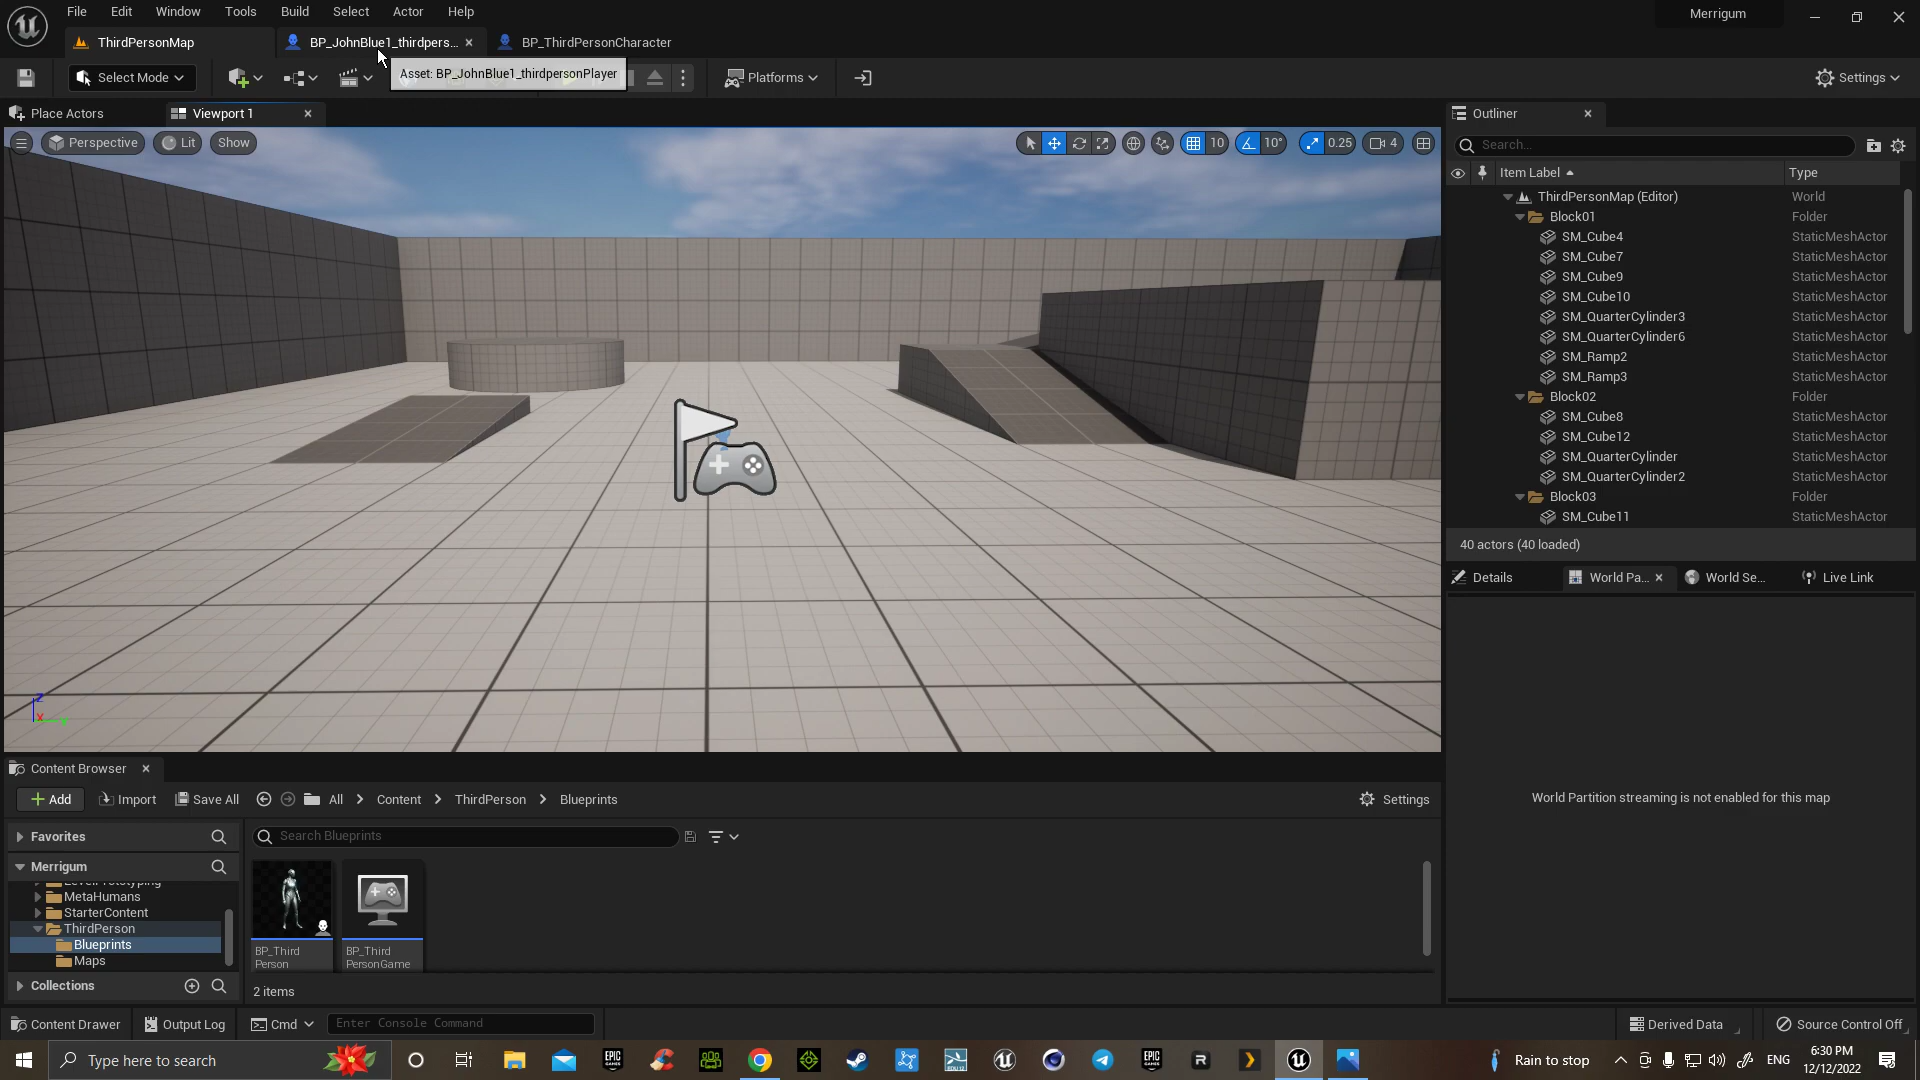 File Edit Window Tools Build Select Actor Help
Merrigum
ThirdPersonMap
BP_JohnBlue1_thirdpers...
BP_ThirdPersonCharacter
Select Mode
Asset: BP_JohnBlue1_thirdpersonPlayer
Platforms
Settings
Place Actors
Viewport 1
Outliner
Perspective
Lit
Show
10
10°
0.25
4
Search...
Item Label
Type
ThirdPersonMap (Editor) World
Block01 Folder
SM_Cube4 StaticMeshActor
SM_Cube7 StaticMeshActor
SM_Cube9 StaticMeshActor
SM_Cube10 StaticMeshActor
SM_QuarterCylinder3 StaticMeshActor
SM_QuarterCylinder6 StaticMeshActor
SM_Ramp2 StaticMeshActor
SM_Ramp3 StaticMeshActor
Block02 Folder
SM_Cube8 StaticMeshActor
SM_Cube12 StaticMeshActor
SM_QuarterCylinder StaticMeshActor
SM_QuarterCylinder2 StaticMeshActor
Block03 Folder
SM_Cube11 StaticMeshActor
40 actors (40 loaded)
Details
World Pa...
World Se...
Live Link
World Partition streaming is not enabled for this map
Z
X
Content Browser
Add
Import
Save All
All
Content
ThirdPerson
Blueprints
Settings
Favorites
Search Blueprints
Merrigum
LevelPrototyping
MetaHumans
StarterContent
ThirdPerson
Blueprints
Maps
BP_Third
Person
BP_Third
PersonGame
Collections
2 items
Content Drawer
Output Log
Cmd
Enter Console Command
Derived Data
Source Control Off
Type here to search
Rain to stop
ENG
6:30 PM
12/12/2022